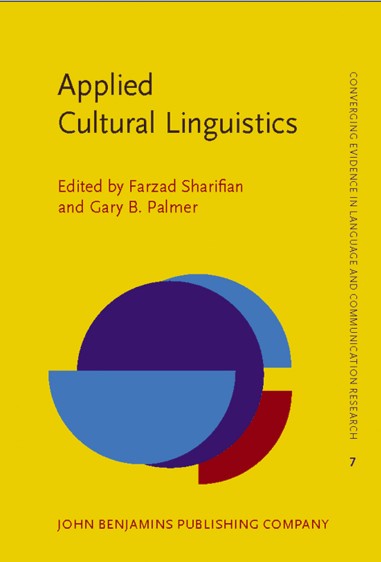 Applied
Cultural Linguistics
Edited by Farzad Sharifian
and Gary B. Palmer
CONVERGING EVIDENCE IN LANGUAGE AND COMMUNICATION RESEARCH
7
JOHN BENJAMINS PUBLISHING COMPANY